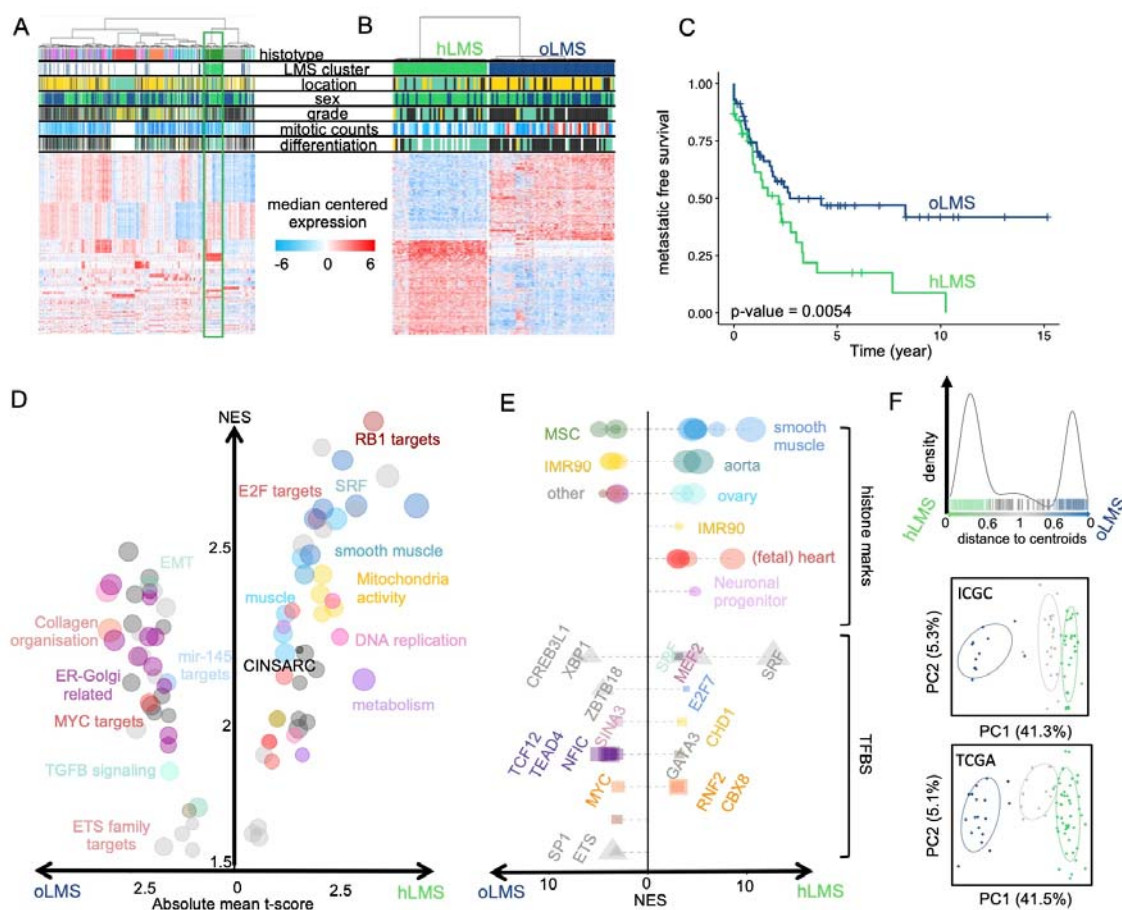 A
B
C
hLMS
oLMS
histotype
LMS cluster
location
sex
grade
mitotic counts
differentiation
median centered
expression
-6
0
6
metastatic free survival
1.00
0.75
0.50
0.25
0.00
oLMS
hLMS
p-value = 0.0054
0
5
10
15
Time (year)
D
NES
RB1 targets
E2F targets
SRF
2.5
smooth muscle
EMT
Mitochondria
activity
muscle
Collagen
organisation
DNA replication
mir-145
targets
CINSARC
ER-Golgi
related
metabolism
MYC targets
2
TGFB signaling
ETS family
targets
1.5
oLMS
2.5
0
2.5
hLMS
Absolute mean t-score
E
MSC
smooth
muscle
IMR90
aorta
other
ovary
IMR90
(fetal) heart
Neuronal
progenitor
histone marks
CREB3L1
XBP1
SRF
MEF2
SRF
ZBTB18
E2F7
SINA3
CHD1
TCF12
TEAD4
NFIC
GATA3
MYC
RNF2
CBX8
SP1
ETS
TFBS
oLMS
10
0
10
hLMS
NES
F
density
hLMS
0
0.6
1
0.6
0
oLMS
distance to centroids
ICGC
PC2 (5.3%)
PC1 (41.3%)
TCGA
PC2 (5.1%)
PC1 (41.5%)